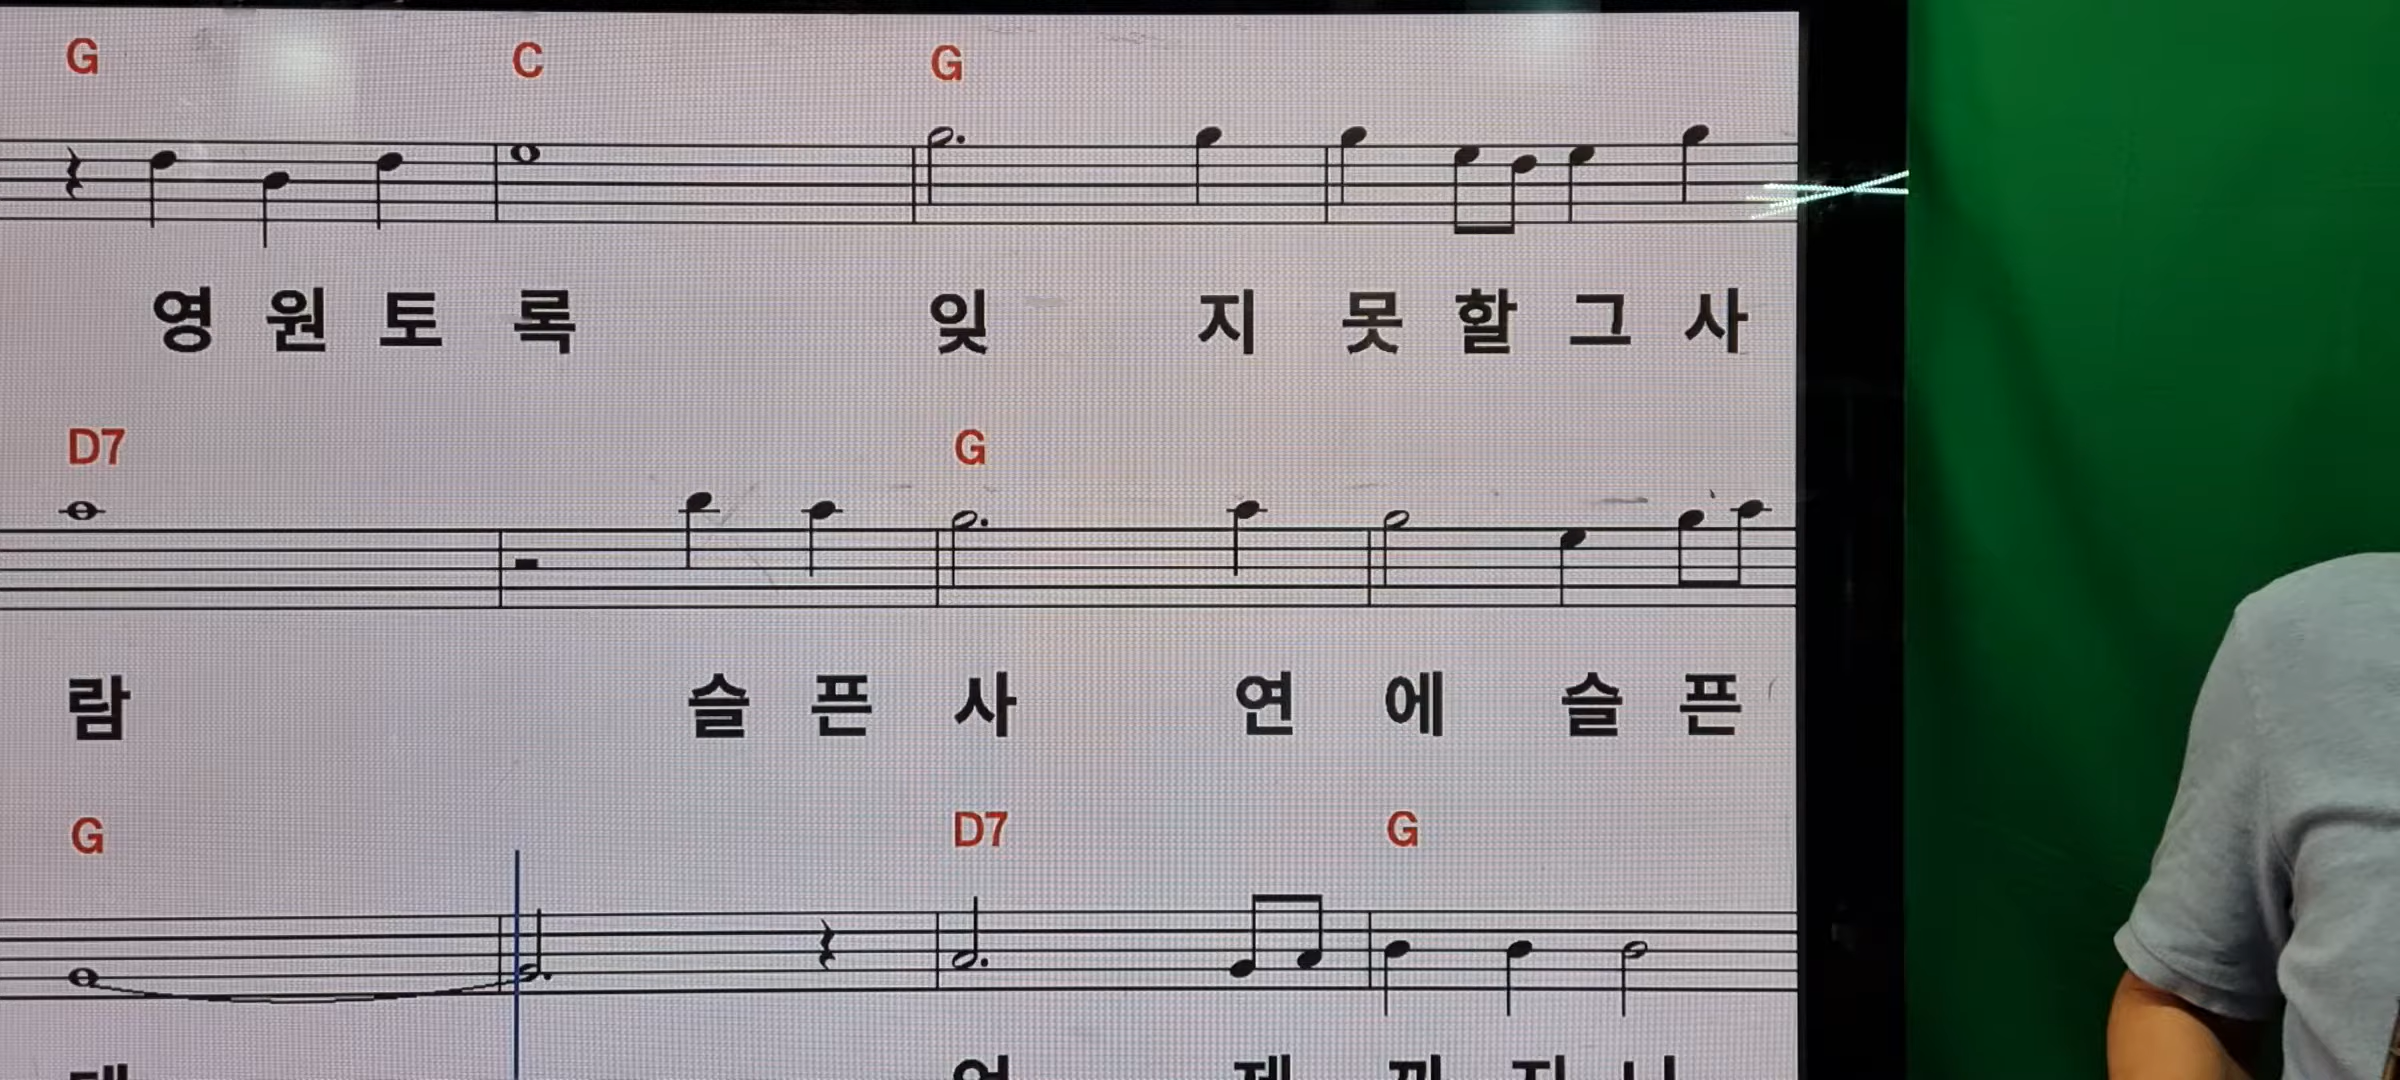 G C G
영 원 토 록 잊 지 못 할 그 사
D7 G
람 슬 픈 사 연 에 슬 픈
G D7 G